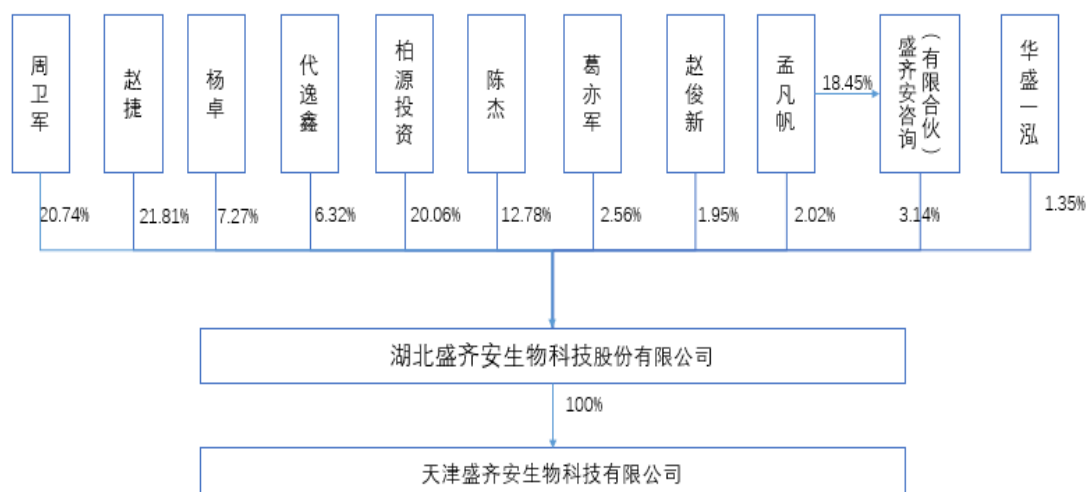 周卫军
赵捷
杨卓
代逸鑫
柏源投资
陈杰
葛亦军
赵俊新
孟凡帆
18.45%
盛齐安咨询
（有限合伙）
华盛一泓
20.74%
21.81%
7.27%
6.32%
20.06%
12.78%
2.56%
1.95%
2.02%
3.14%
1.35%
湖北盛齐安生物科技股份有限公司
100%
天津盛齐安生物科技有限公司